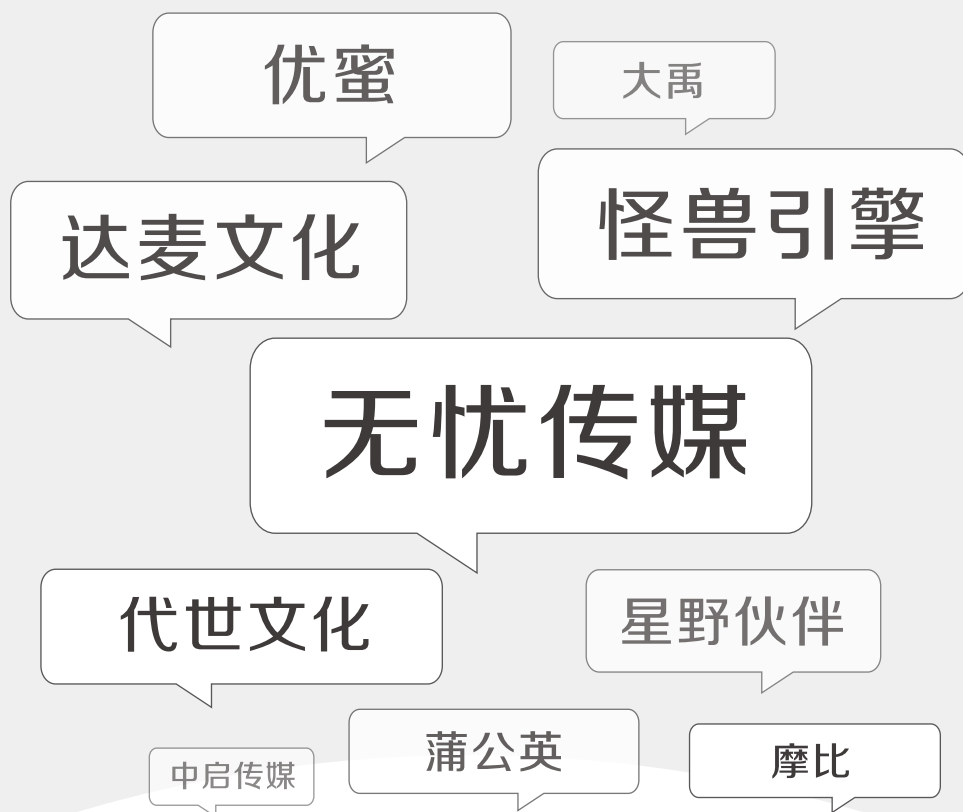 优蜜
大禹
达麦文化
怪兽引擎
无忧传媒
代世文化
星野伙伴
蒲公英
中启传媒
摩比